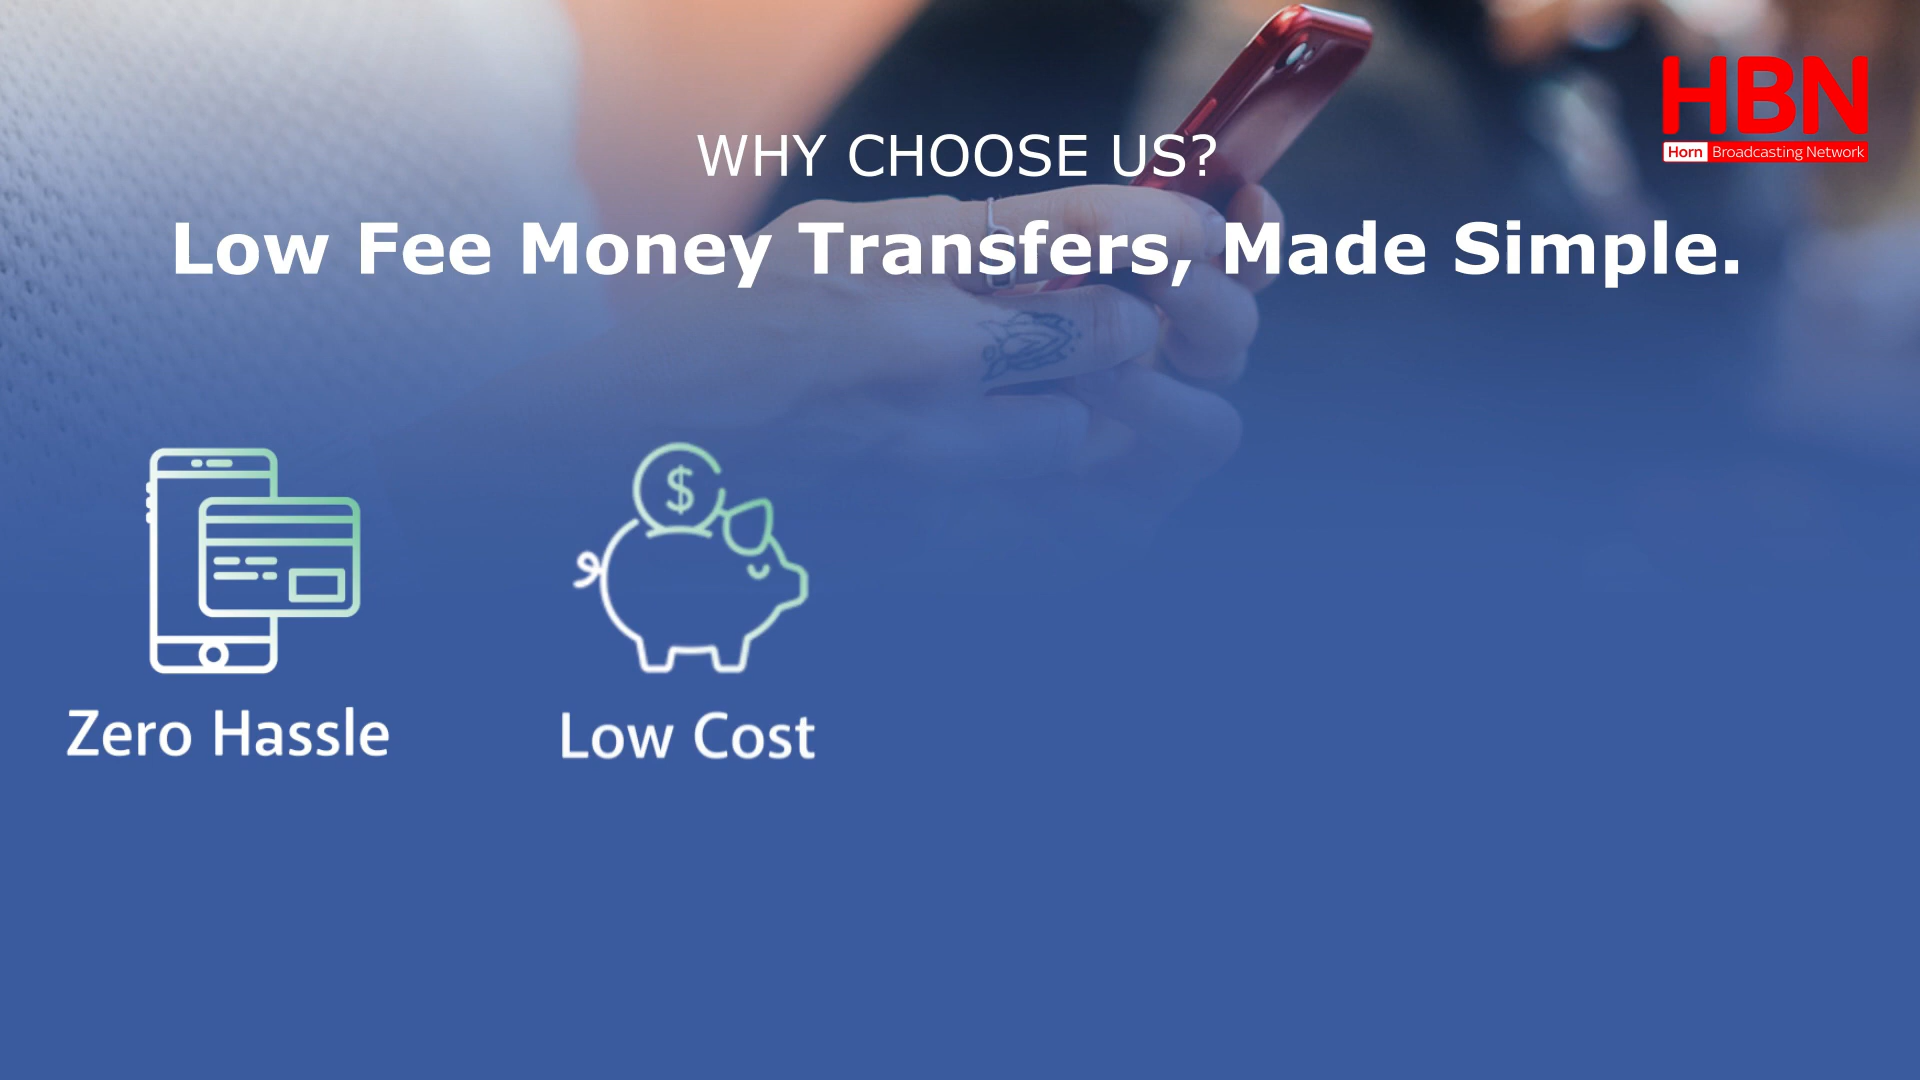 HBN
Horn Broadcasting Network
WHY CHOOSE US?
Low Fee Money Transfers, Made Simple.
$
Zero Hassle
Low Cost